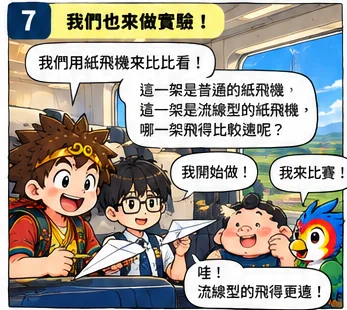 7 我們也來做實驗！
我們用紙飛機來比比看！
這一架是普通的紙飛機，
這一架是流線型的紙飛機，
哪一架飛得比較速呢？
我開始做！
我來比賽！
哇！
流線型的飛得更遠！